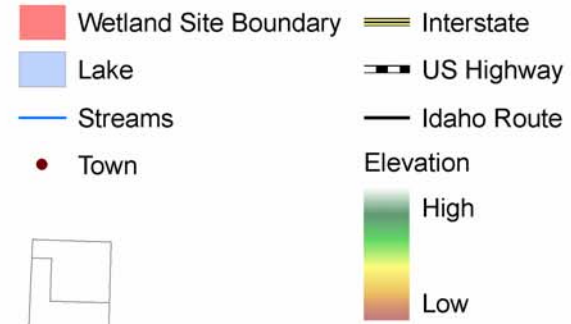 Wetland Site Boundary
Lake
Streams
Town
Interstate
US Highway
Idaho Route
Elevation
High
Low